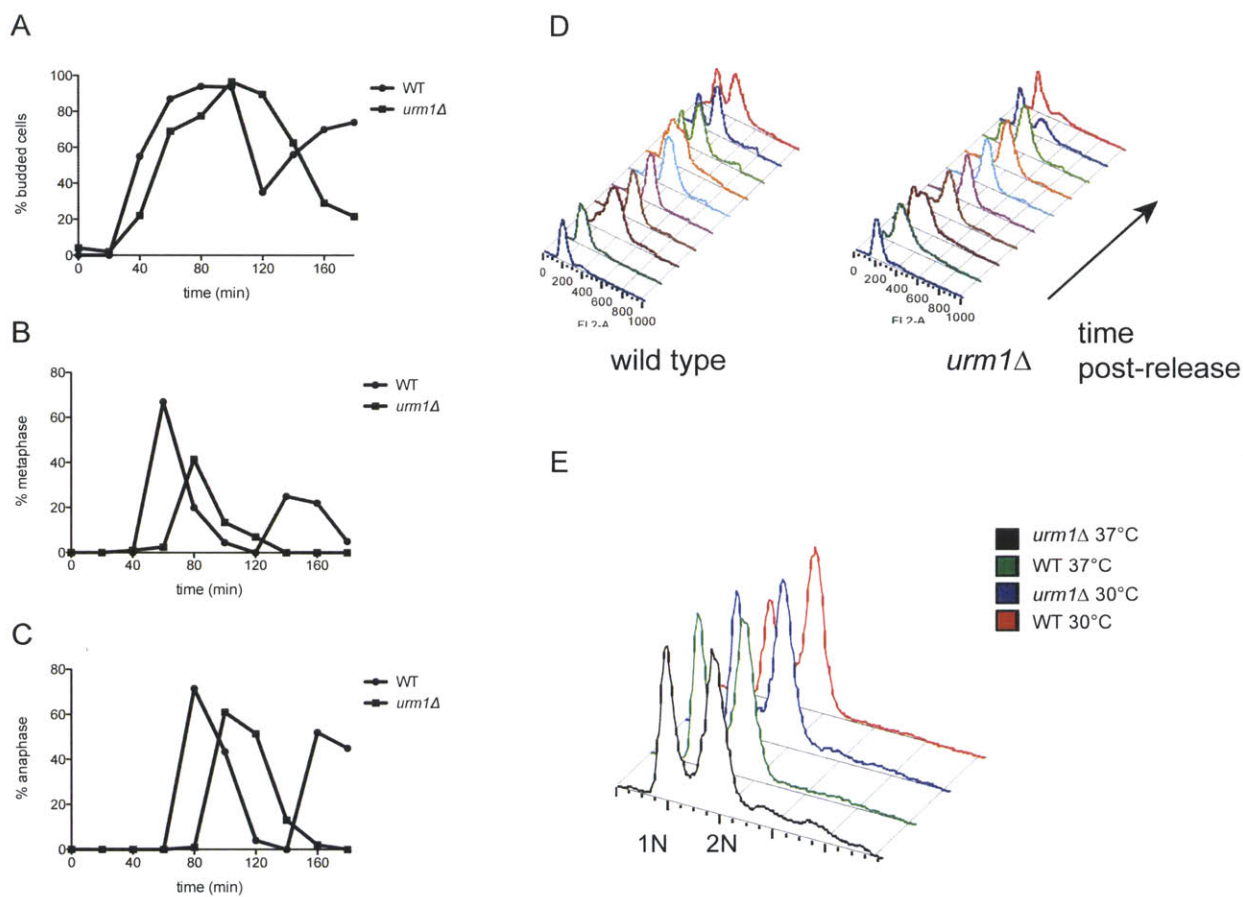 A
% budded cells
100
80
60
40
20
0
0 40 80 120 160
time (min)
WT
urm1Δ
B
% metaphase
80
60
40
20
0
0 40 80 120 160
time (min)
WT
urm1Δ
C
% anaphase
80
60
40
20
0
0 40 80 120 160
time (min)
WT
urm1Δ
D
0 200 400 600 800 1000
FL2-A
wild type
0 200 400 600 800 1000
FL2-A
urm1Δ
time
post-release
E
urm1Δ 37°C
WT 37°C
urm1Δ 30°C
WT 30°C
1N 2N